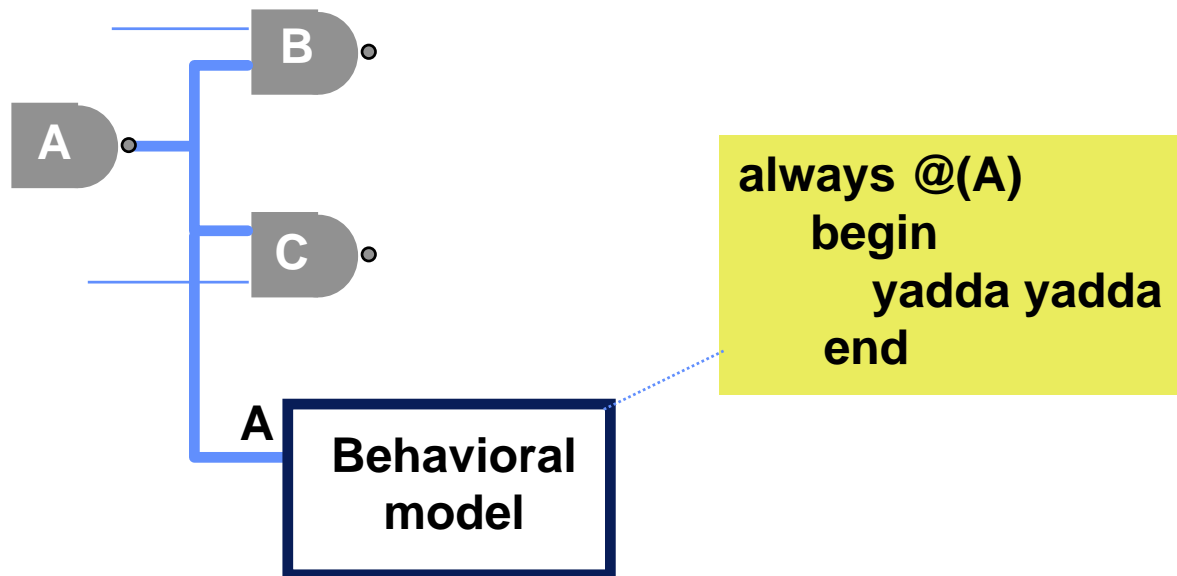 B
A
C
always @(A)
begin
yadda yadda
end
A
Behavioral
model